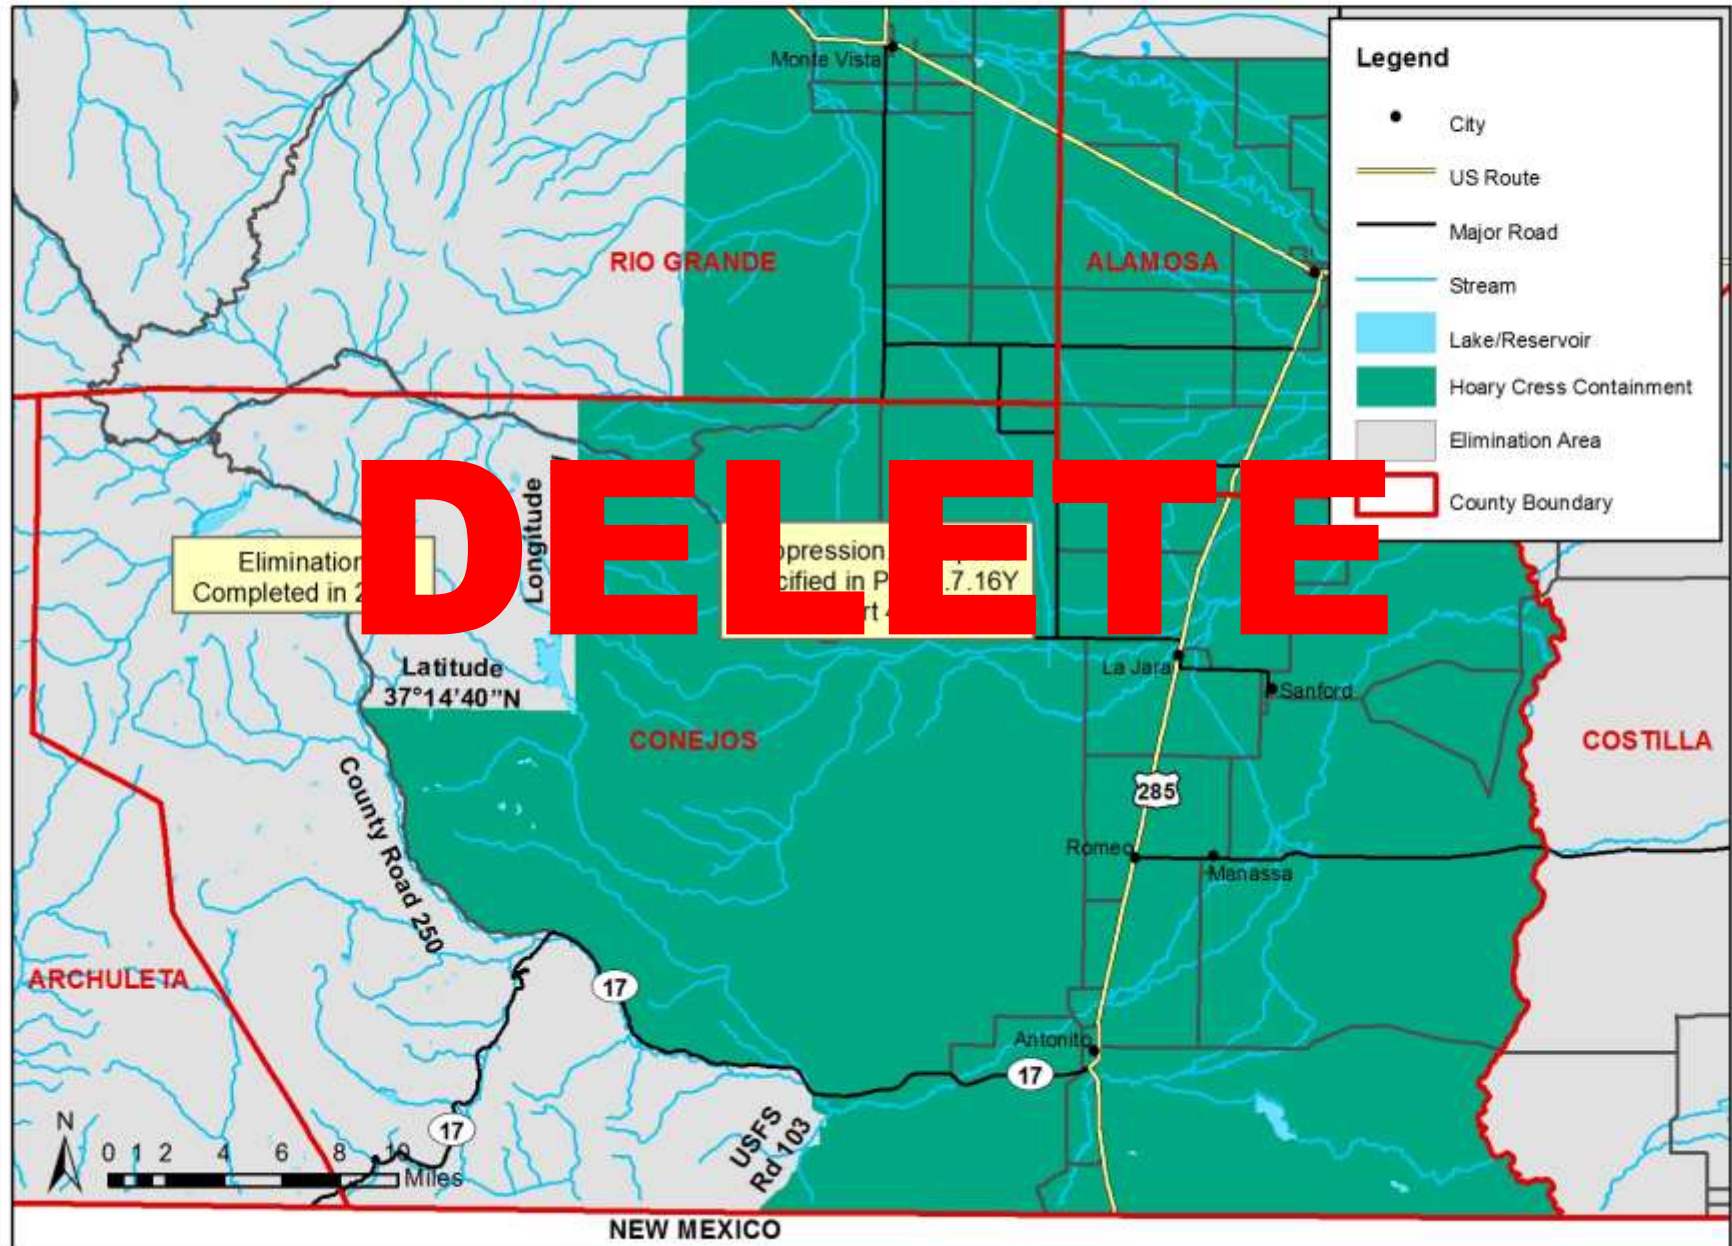 Monte Vista
RIO GRANDE
ALAMOSA
Legend
City
US Route
Major Road
Stream
Lake/Reservoir
Hoary Cress Containment
Elimination Area
County Boundary
DELETE
Longitude
Elimination
Completed in
in
.7.16Y
Latitude
37°14'40"N
La Jara
Sanford
CONEJOS
COSTILLA
285
County Road 250
Romeo
Manassa
ARCHULETA
17
Antonito
17
17
USFS
Rd 103
N
0 1 2 4 6 8 10
Miles
NEW MEXICO